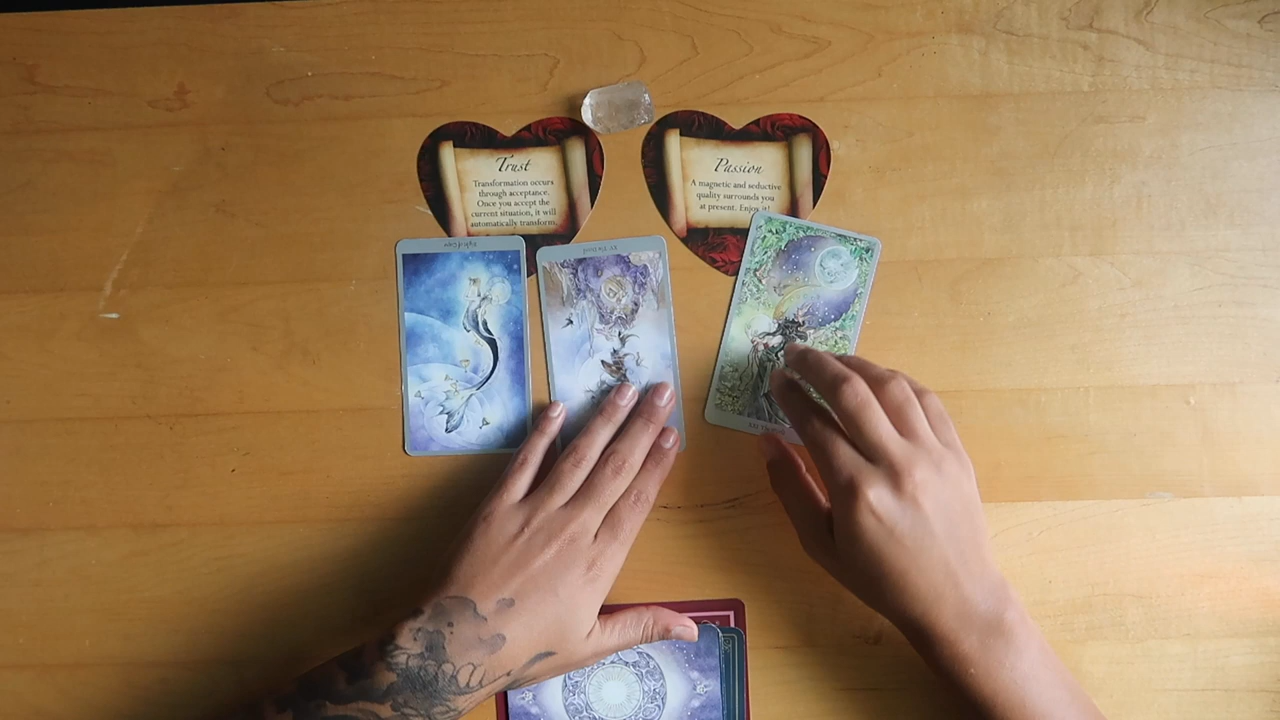 Trust
Transformation occurs
through acceptance.
Once you accept the
current situation, it will
automatically transform.
Passion
A magnetic and seductive
quality surrounds you
at present. Enjoy it!